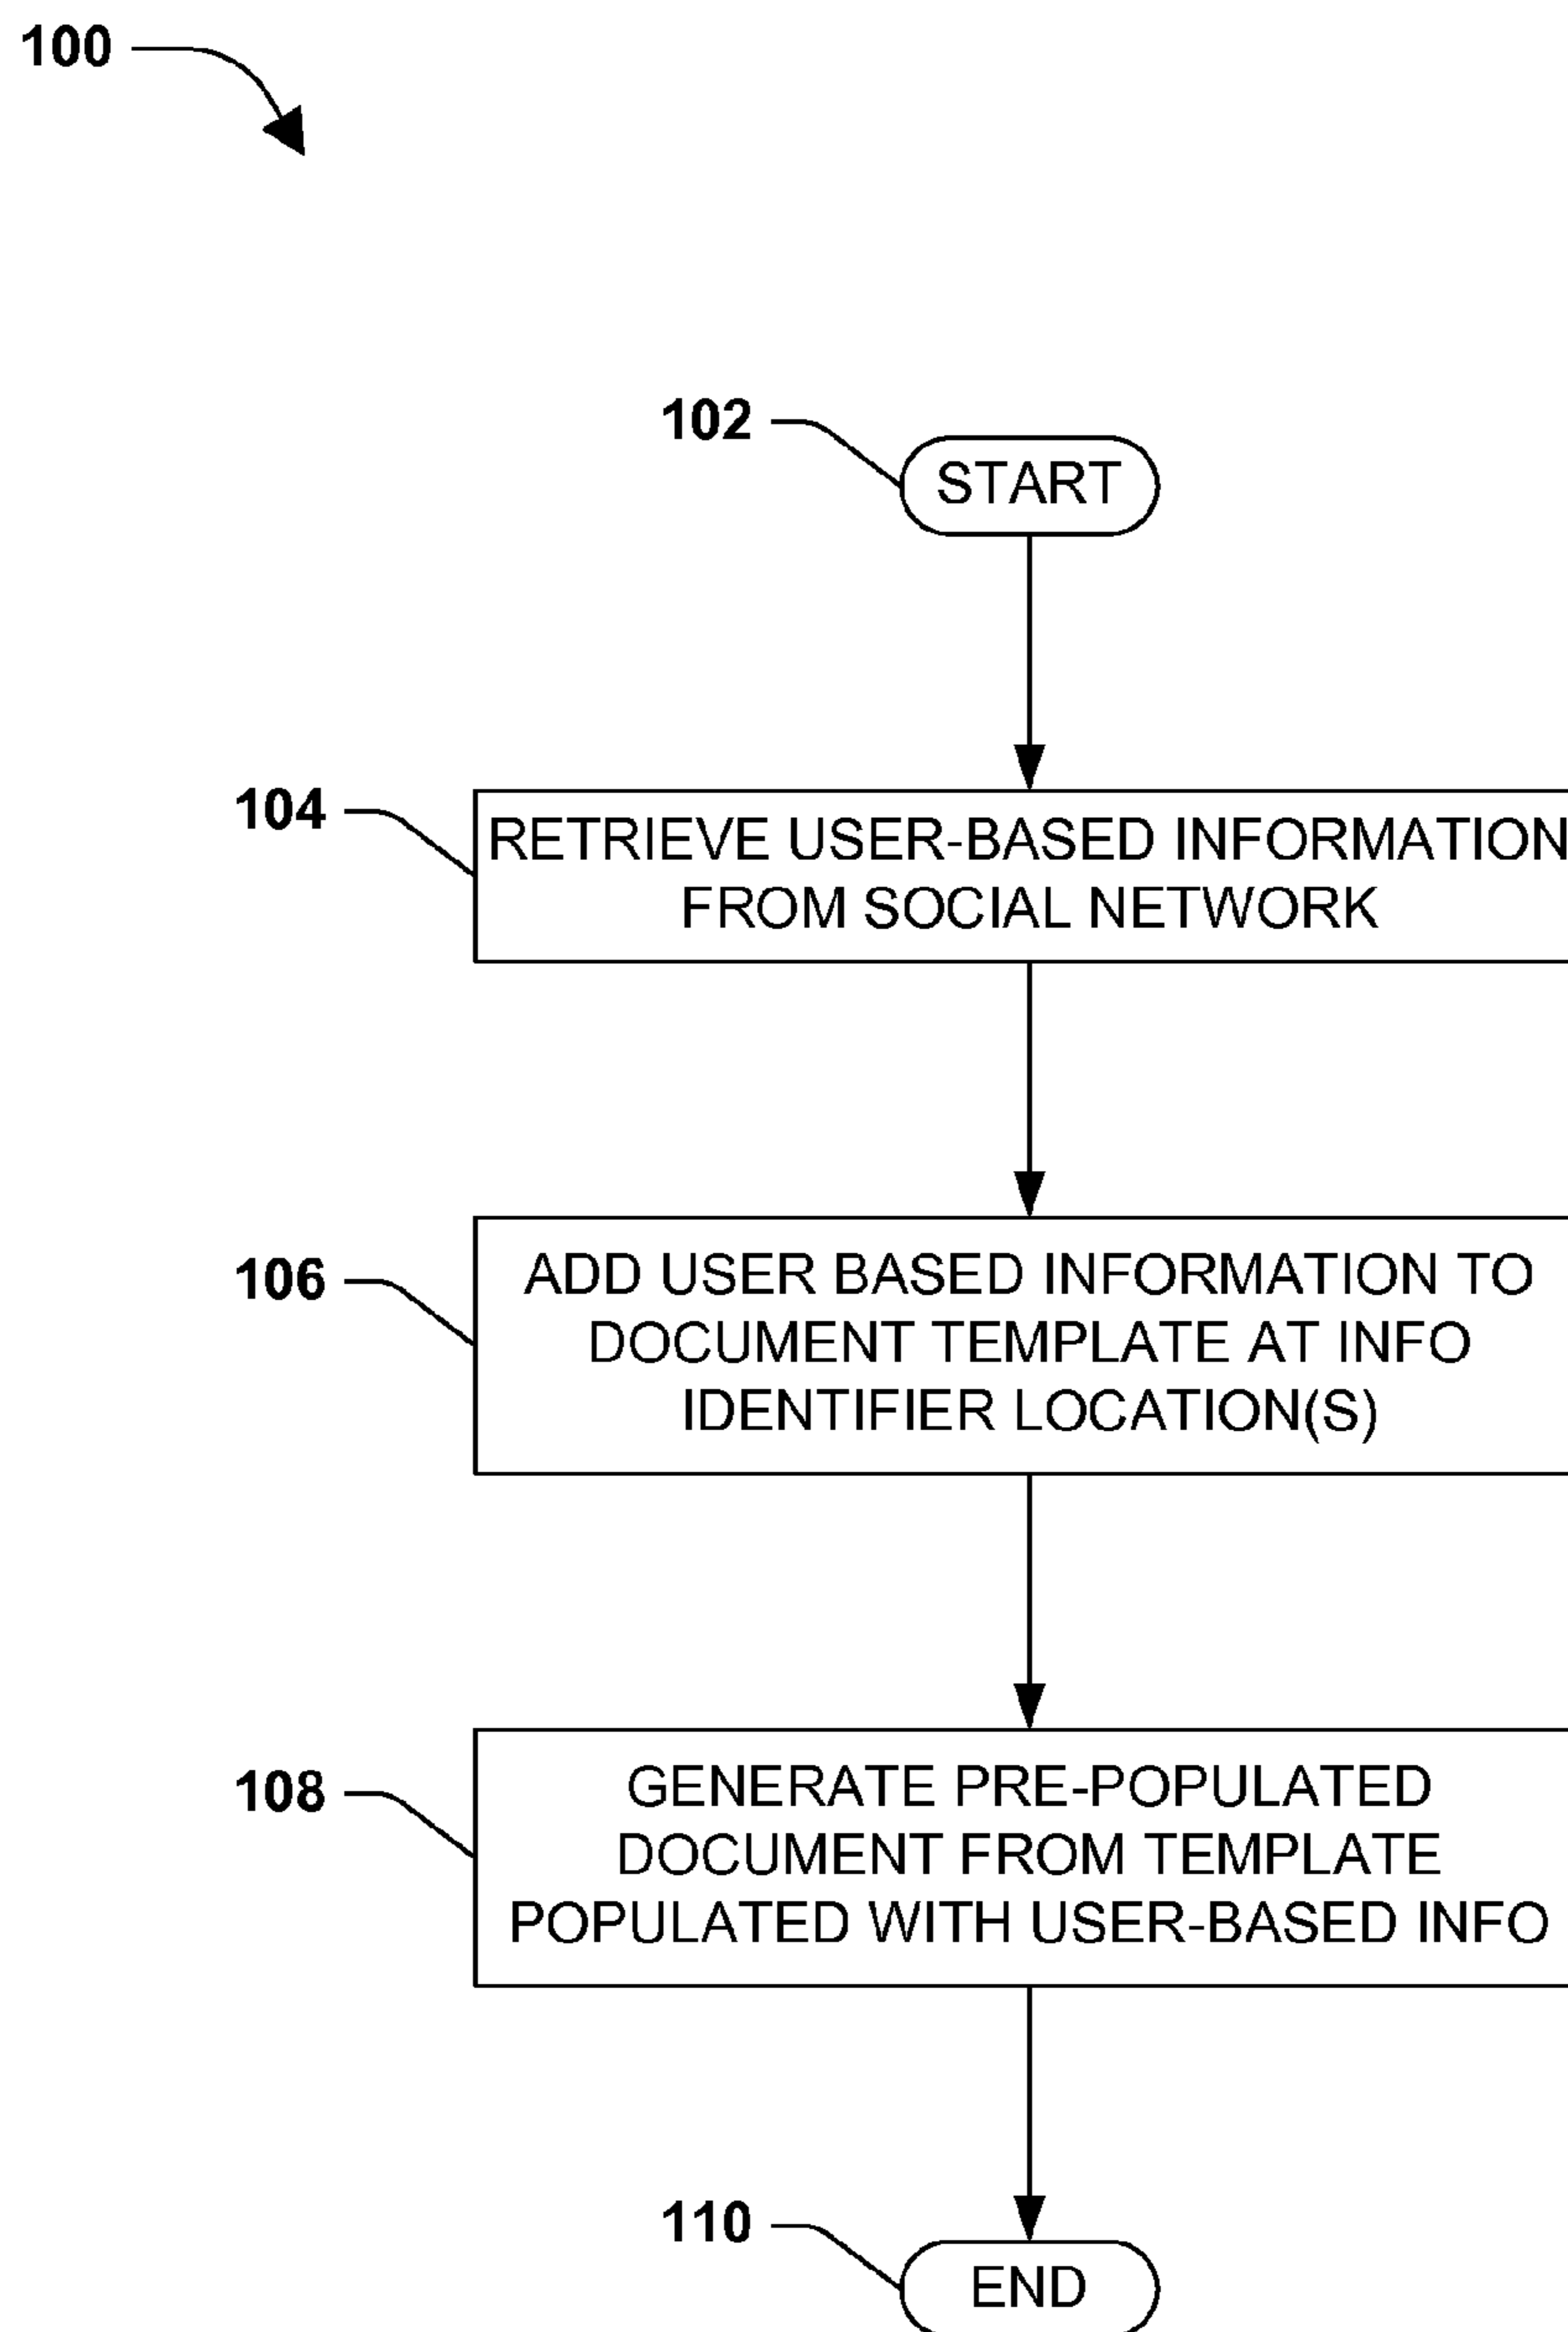 100
102
START
104
RETRIEVE USER-BASED INFORMATION
FROM SOCIAL NETWORK
106
ADD USER BASED INFORMATION TO
DOCUMENT TEMPLATE AT INFO
IDENTIFIER LOCATION(S)
108
GENERATE PRE-POPULATED
DOCUMENT FROM TEMPLATE
POPULATED WITH USER-BASED INFO
110
END